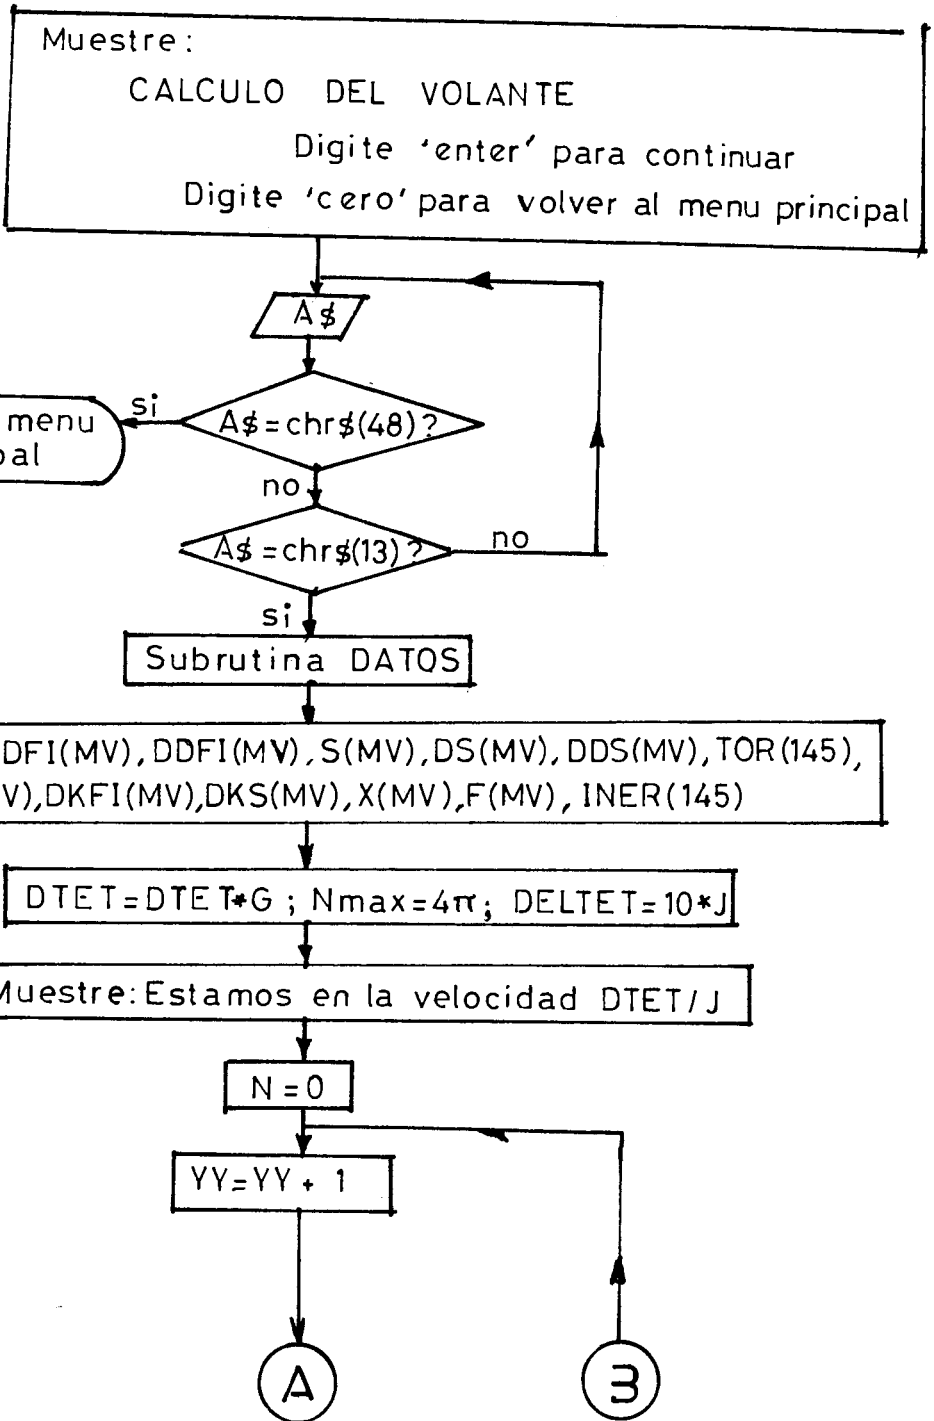 Muestre:
CALCULO DEL VOLANTE
Digite 'enter' para continuar
Digite 'cero' para volver al menu principal
A$
A$=chr$(48)?
si
menu
no
A$=chr$(13)?
no
si
Subrutina DATOS
DFI(MV), DDFI(MV), S(MV), DS(MV), DDS(MV), TOR(145),
V), DKFI(MV), DKS(MV), X(MV), F(MV), INER(145)
DTET=DTET*G ; Nmax=4π; DELTET=10*J
Muestre: Estamos en la velocidad DTET/J
N=0
YY=YY + 1
A
3